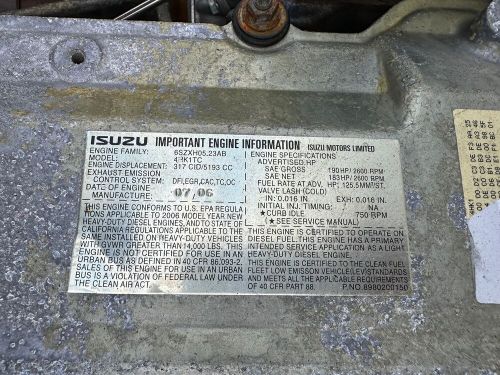 ISUZU IMPORTANT ENGINE INFORMATION ISUZU MOTORS LIMITED
ENGINE FAMILY: 6SZXH05.23AB
MODEL: 4HK1TC
ENGINE DISPLACEMENT: 317 CID/5193 CC
EXHAUST EMISSION
CONTROL SYSTEM: DFI,EGR,CAC,TC,OC
DATE OF ENGINE
MANUFACTURE: 07,06
THIS ENGINE CONFORMS TO U.S. EPA REGULA
TIONS APPLICABLE TO 2006 MODEL YEAR NEW
HEAVY-DUTY DIESEL ENGINES, AND TO STATE OF
CALIFORNIA REGULATIONS APPLICABLE TO THE
SAME INSTALLED ON HEAVY-DUTY VEHICLES
WITH GVWR GREATER THAN 14,000 LBS. THIS
ENGINE IS NOT CERTIFIED FOR USE IN AN
URBAN BUS AS DEFINED IN 40 CFR 86.093-2.
SALES OF THIS ENGINE FOR USE IN AN URBAN
BUS IS A VIOLATION OF FEDERAL LAW UNDER
THE CLEAN AIR ACT.
ENGINE SPECIFICATIONS
ADVERTISED.HP
SAE GROSS 190HP/ 2600 RPM
SAE NET 183HP/ 2600 RPM
FUEL RATE AT ADV. HP: 125.5MM³/ST.
VALVE LASH (COLD)
IN: 0.016 IN. EXH: 0.016 IN.
INITIAL INJ. TIMING: NA
★CURB IDLE 750 RPM
★(SEE SERVICE MANUAL)
THIS ENGINE IS CERTIFIED TO OPERATE ON
DIESEL FUEL. THIS ENGINE HAS A PRIMARY
INTENDED SERVICE APPLICATION AS A LIGHT
HEAVY-DUTY DIESEL ENGINE.
THIS ENGINE IS CERTIFIED TO THE CLEAN FUEL
FLEET LOW EMISSION VEHICLE(LEV)STANDARDS
AND MEETS ALL THE APPLICABLE REQUIREMENTS
OF 40 CFR PART 88. P.NO.8980200150